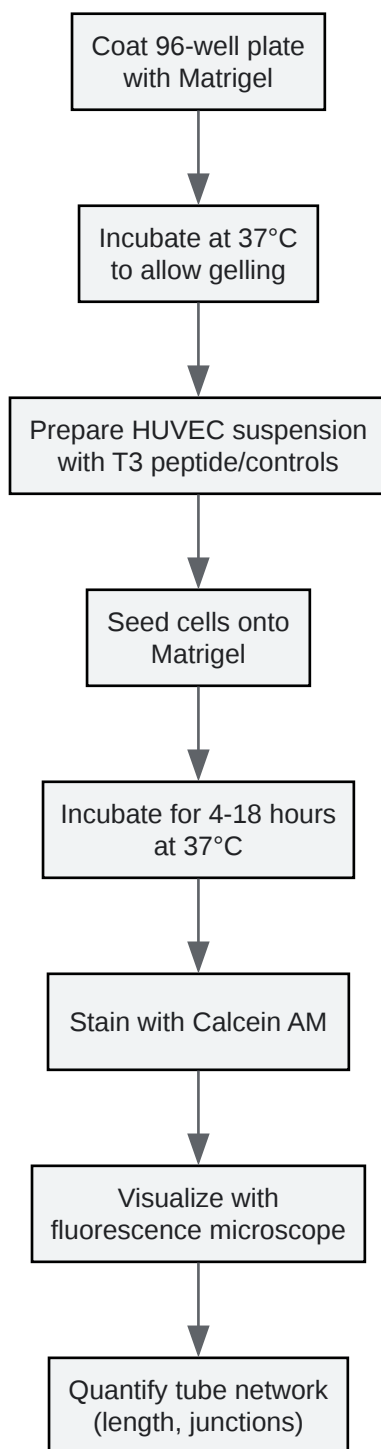 Coat 96-well plate
with Matrigel
Incubate at 37°C
to allow gelling
Prepare HUVEC suspension
with T3 peptide/controls
Seed cells onto
Matrigel
Incubate for 4-18 hours
at 37°C
Stain with Calcein AM
Visualize with
fluorescence microscope
Quantify tube network
(length, junctions)